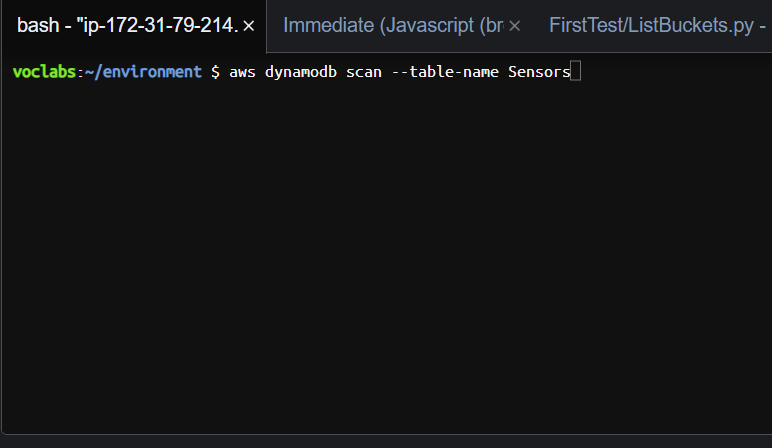 bash - "ip-172-31-79-214. × Immediate (Javascript (br × FirstTest/ListBuckets.py -
voclabs:~/environment $ aws dynamodb scan --table-name Sensors